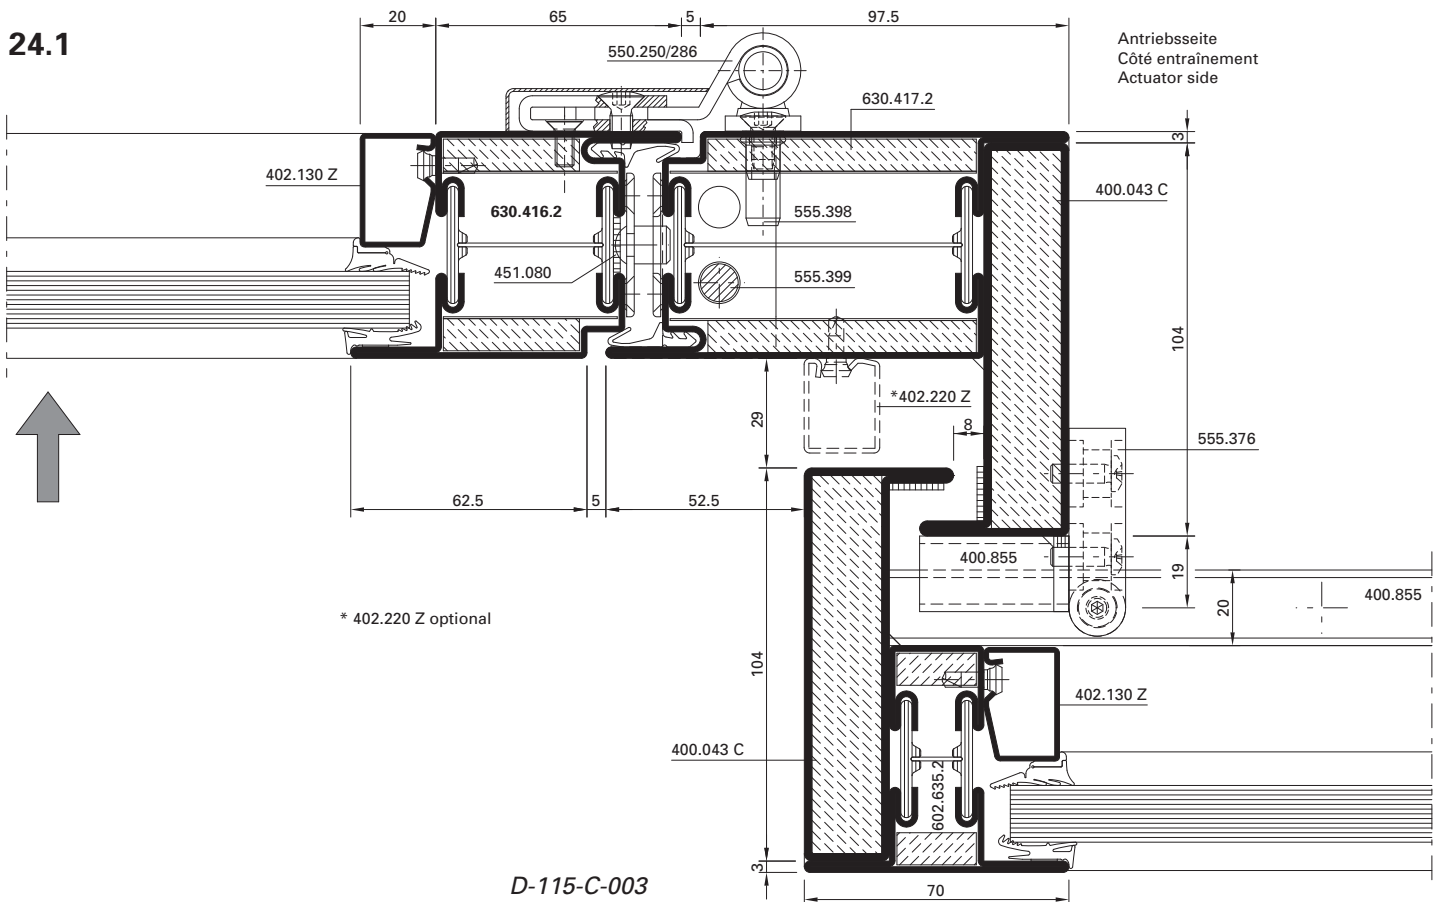 20
65
5
97.5
24.1
550.250/286
Antriebsseite
Côté entraînement
Actuator side
630.417.2
3
402.130 Z
400.043 C
630.416.2
555.398
451.080
555.399
104
*402.220 Z
29
8
555.376
62.5
5
52.5
400.855
19
400.855
20
* 402.220 Z optional
104
402.130 Z
400.043 C
602.635.2
3
D-115-C-003
70